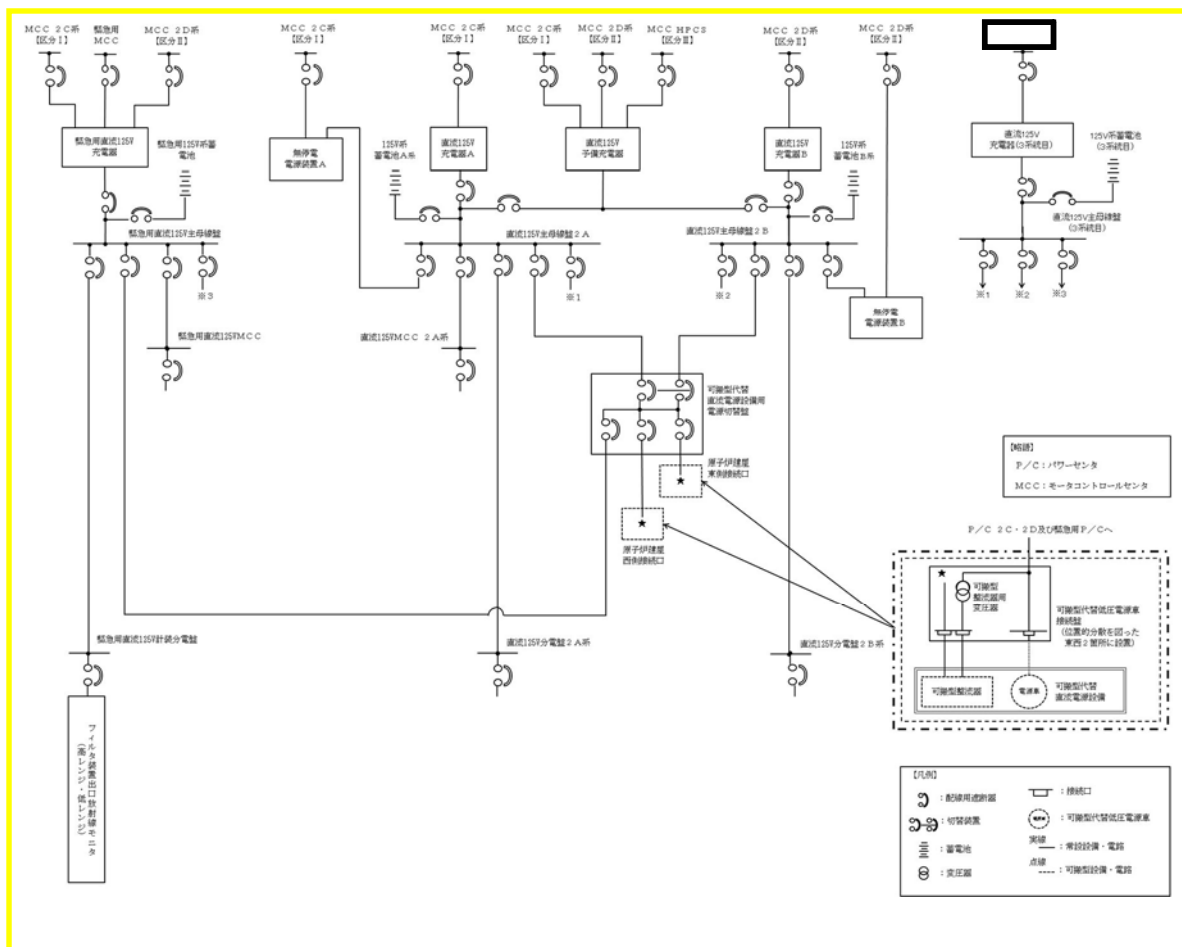 MCC 2C系
【区分Ⅰ】
緊急用
MCC
MCC 2D系
【区分Ⅱ】
MCC 2C系
【区分Ⅰ】
MCC 2C系
【区分Ⅰ】
MCC 2C系
【区分Ⅰ】
MCC 2D系
【区分Ⅱ】
MCC HPCS
【区分Ⅲ】
MCC 2D系
【区分Ⅱ】
MCC 2D系
【区分Ⅱ】
緊急用直流125V
充電器
緊急用125V系蓄
電池
無停電
電源装置A
125V系
蓄電池A系
直流125V
充電器A
直流125V
予備充電器
直流125V
充電器B
125V系
蓄電池B系
直流125V
充電器(3系統目)
125V系蓄電池
(3系統目)
緊急用直流125V主母線盤
直流125V主母線盤2A
直流125V主母線盤2B
直流125V主母線盤
(3系統目)
※3
※1
※2
※1
※2
※3
無停電
電源装置B
緊急用直流125VMCC
直流125VMCC 2A系
可搬型代替
直流電源設備用
電源切替盤
原子炉建屋
東側接続口
★
★
原子炉建屋
西側接続口
【略語】
P/C:パワーセンタ
MCC:モータコントロールセンタ
P/C 2C・2D及び緊急用P/Cへ
★
可搬型
整流器用
変圧器
可搬型代替低圧電源車
接続盤
(位置的分散を図った
東西2箇所に設置)
可搬型整流器
電源車
可搬型代替
直流電源設備
緊急用直流125V計装分電盤
直流125V分電盤2A系
直流125V分電盤2B系
フィルタ装置出口放射線モニタ
(高レンジ・低レンジ)
【凡例】
:配線用遮断器
:接続口
:切替装置
電源車
:可搬型代替低圧電源車
:蓄電池
実線
:常設設備・電路
:変圧器
点線
:可搬型設備・電路